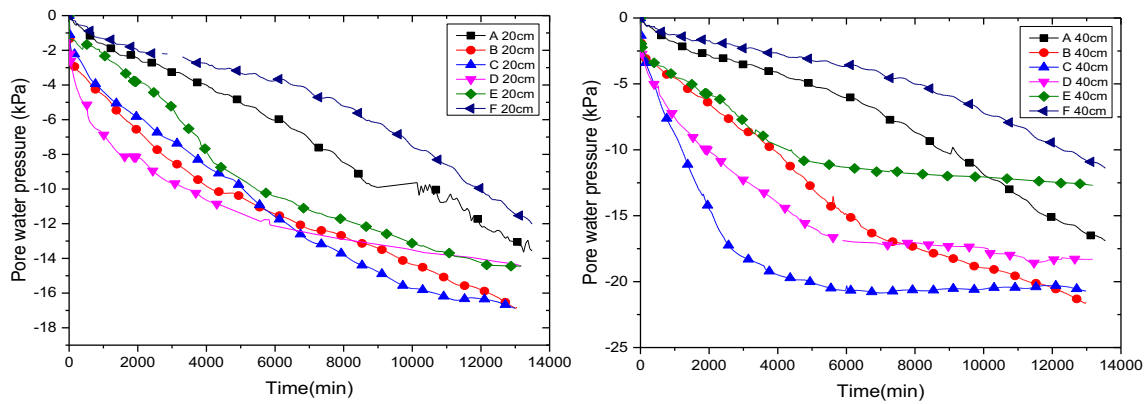 0
-2
-4
-6
-8
-10
-12
-14
-16
-18
Pore water pressure (kPa)
A 20cm
B 20cm
C 20cm
D 20cm
E 20cm
F 20cm
0 2000 4000 6000 8000 10000 12000 14000
Time(min)
0
-5
-10
-15
-20
-25
Pore water pressure (kPa)
A 40cm
B 40cm
C 40cm
D 40cm
E 40cm
F 40cm
0 2000 4000 6000 8000 10000 12000 14000
Time(min)